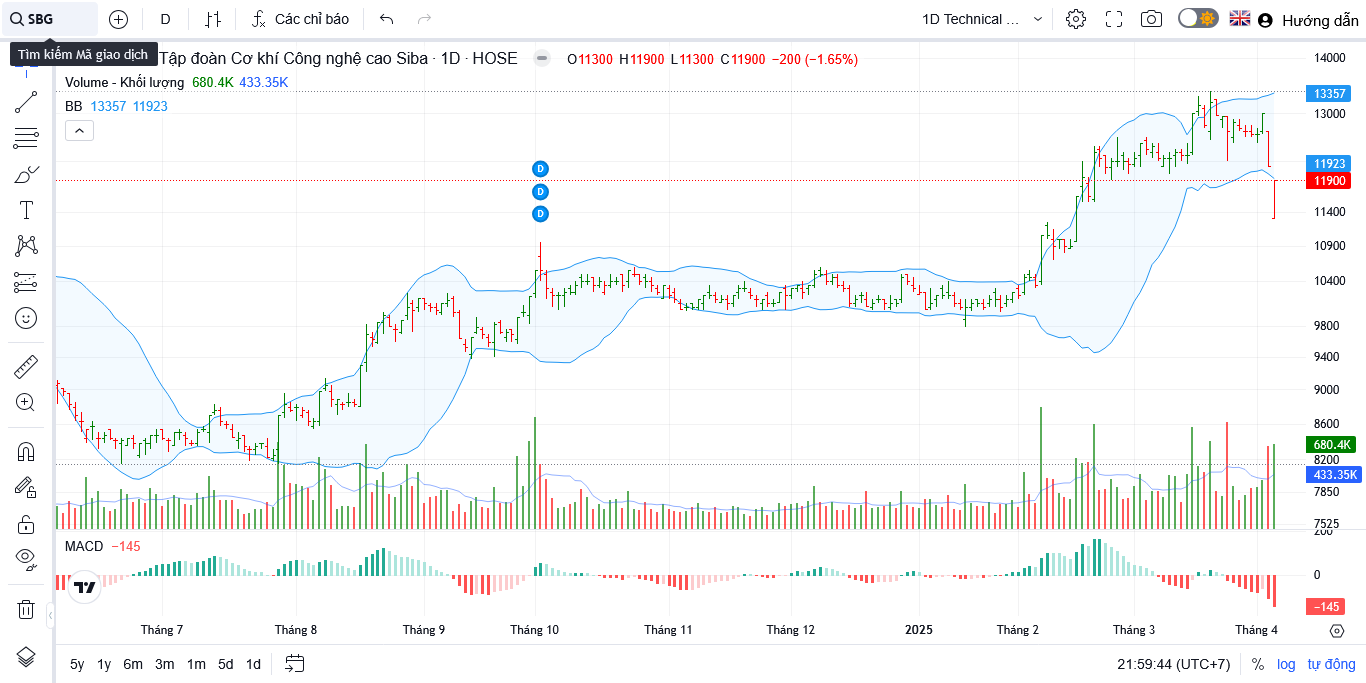 SBG D Các chỉ báo 1D Technical ... Hướng dẫn
Tìm kiếm Mã giao dịch
Tập đoàn Cơ khí Công nghệ cao Siba · 1D · HOSE O11300 H11900 L11300 C11900 −200 (−1.65%)
Volume - Khối lượng 680.4K 433.35K
BB 13357 11923
14000
13357
13000
11923
11900
11400
10900
10400
9800
9400
9000
8600
680.4K
8200
433.35K
7850
7525
200
0
−145
D
D
D
MACD −145
Tháng 7 Tháng 8 Tháng 9 Tháng 10 Tháng 11 Tháng 12 2025 Tháng 2 Tháng 3 Tháng 4
5y 1y 6m 3m 1m 5d 1d 21:59:44 (UTC+7) % log tự động